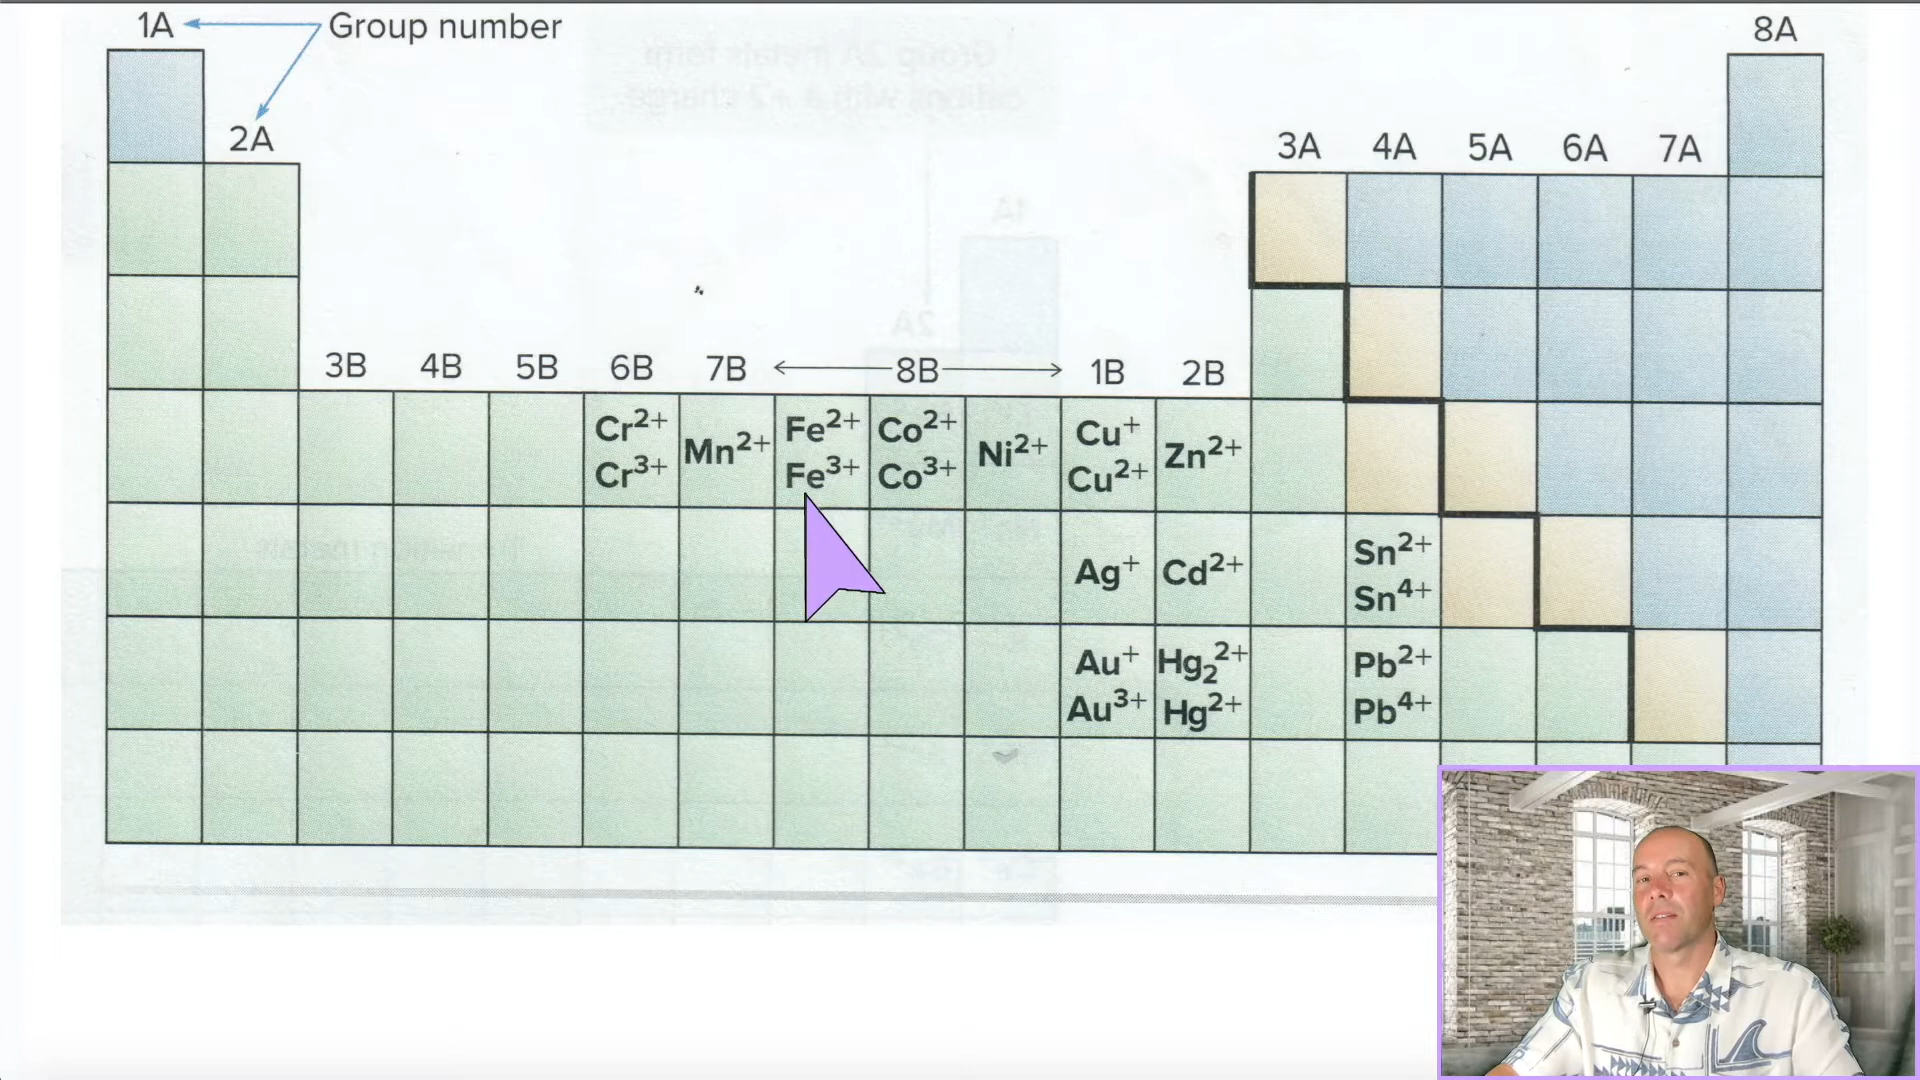 1A
Group number
8A
2A
3A 4A 5A 6A 7A
3B 4B 5B 6B 7B 8B 1B 2B
Cr²⁺
Cr³⁺
Mn²⁺
Fe²⁺
Fe³⁺
Co²⁺
Co³⁺
Ni²⁺
Cu⁺
Cu²⁺
Zn²⁺
Ag⁺
Cd²⁺
Sn²⁺
Sn⁴⁺
Au⁺
Au³⁺
Hg₂²⁺
Hg²⁺
Pb²⁺
Pb⁴⁺